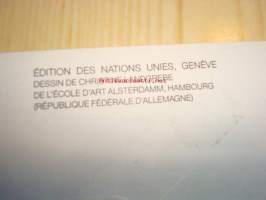 ÉDITION DES NATIONS UNIES, GENÈVE
DESSIN DE
DE L'ÉCOLE D'ART ALSTERDAMM, HAMBOURG
(RÉPUBLIQUE FÉDÉRALE D'ALLEMAGNE)